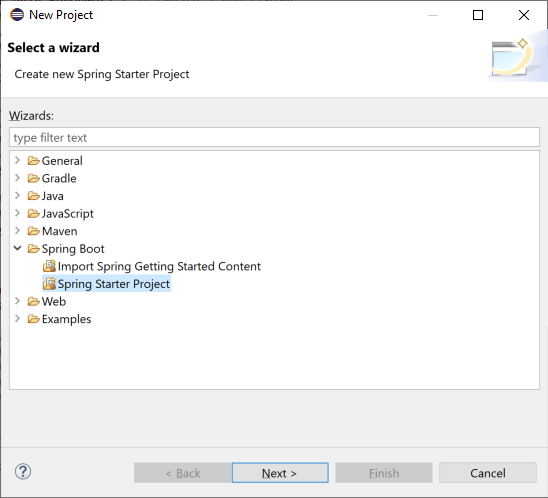 New Project
Select a wizard
Create new Spring Starter Project
Wizards:
type filter text
General
Gradle
Java
JavaScript
Maven
Spring Boot
Import Spring Getting Started Content
Spring Starter Project
Web
Examples
?
< Back
Next >
Finish
Cancel